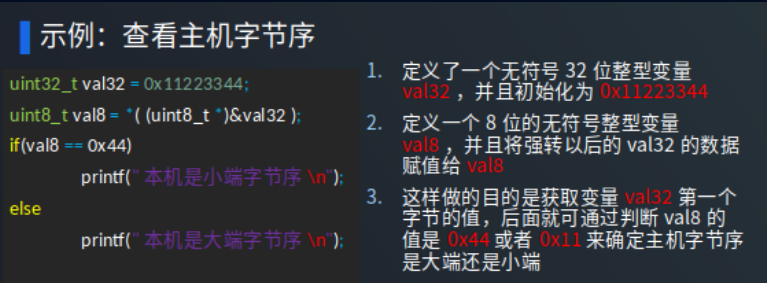 示例：查看主机字节序
uint32_t val32 = 0x11223344;
uint8_t val8 = *( (uint8_t *)&val32 );
if(val8 == 0x44)
printf(" 本机是小端字节序 \n");
else
printf(" 本机是大端字节序 \n");
1. 定义了一个无符号 32 位整型变量
val32 ，并且初始化为 0x11223344
2. 定义一个 8 位的无符号整型变量
val8 ，并且将强转以后的 val32 的数据
赋值给 val8
3. 这样做的目的是获取变量 val32 第一个
字节的值，后面就可通过判断 val8 的
值是 0x44 或者 0x11 来确定主机字节序
是大端还是小端